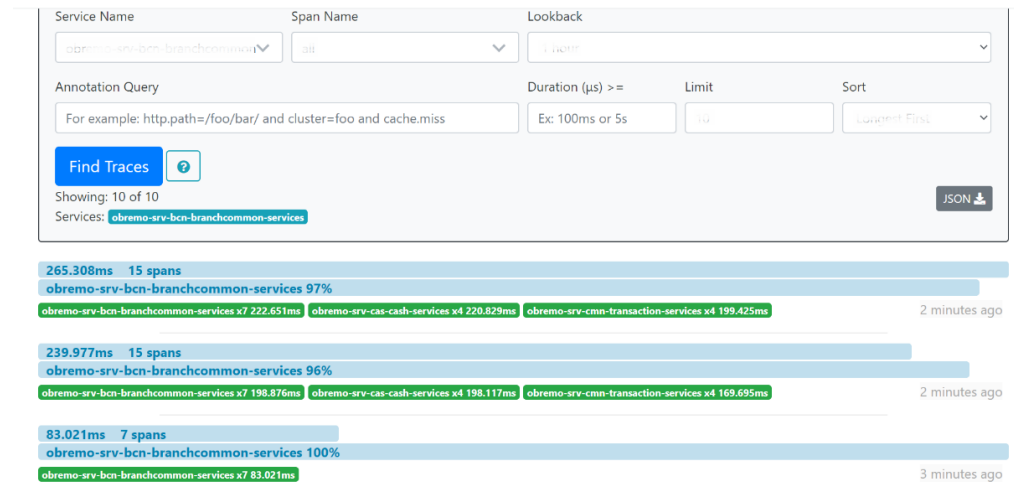 Service Name Span Name Lookback
all 1 hour
Annotation Query Duration (μs) >= Limit Sort
For example: http.path=/foo/bar/ and cluster=foo and cache.miss Ex: 100ms or 5s 10
Find Traces
Showing: 10 of 10
JSON
Services: obremo-srv-bcn-branchcommon-services
265.308ms 15 spans
obremo-srv-bcn-branchcommon-services 97%
obremo-srv-bcn-branchcommon-services x7 222.651ms obremo-srv-cas-cash-services x4 220.829ms obremo-srv-cmn-transaction-services x4 199.425ms 2 minutes ago
239.977ms 15 spans
obremo-srv-bcn-branchcommon-services 96%
obremo-srv-bcn-branchcommon-services x7 198.876ms obremo-srv-cas-cash-services x4 198.117ms obremo-srv-cmn-transaction-services x4 169.695ms 2 minutes ago
83.021ms 7 spans
obremo-srv-bcn-branchcommon-services 100%
obremo-srv-bcn-branchcommon-services x7 83.021ms 3 minutes ago